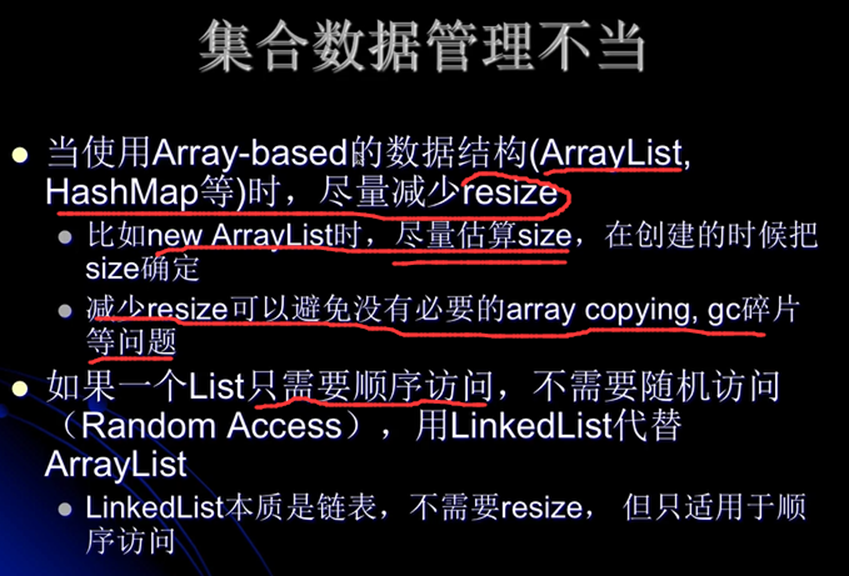 集合数据管理不当
当使用Array-based的数据结构(ArrayList,
HashMap等)时，尽量减少resize
比如new ArrayList时，尽量估算size，在创建的时候把
size确定
减少resize可以避免没有必要的array copying, gc碎片
等问题
如果一个List只需要顺序访问，不需要随机访问
（Random Access），用LinkedList代替
ArrayList
LinkedList本质是链表，不需要resize， 但只适用于顺
序访问